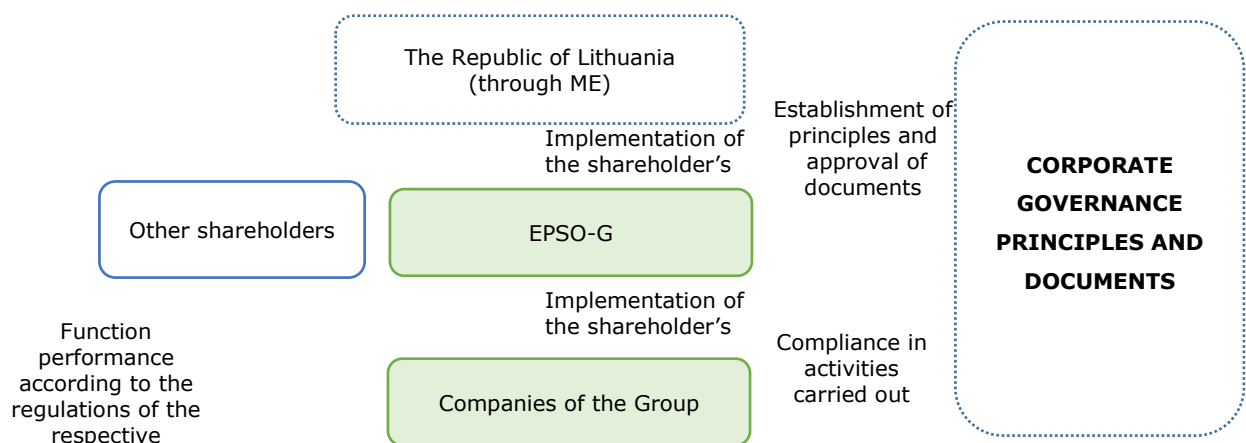 The Republic of Lithuania
(through ME)
Implementation of
the shareholder’s
Establishment of
principles and
approval of
documents
CORPORATE
GOVERNANCE
PRINCIPLES AND
DOCUMENTS
Other shareholders
EPSO-G
Implementation of
the shareholder’s
Function
performance
according to the
regulations of the
respective
Compliance in
activities
carried out
Companies of the Group